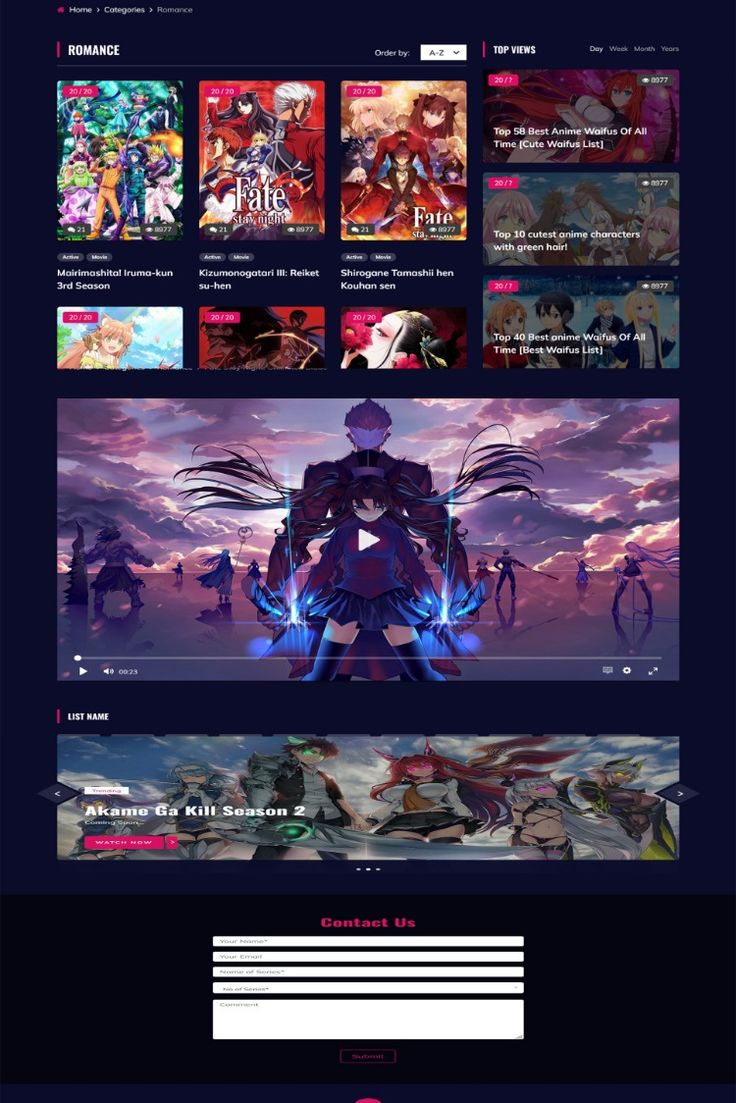 Home > Categories > Romance
ROMANCE
Order by:
A-Z
20 / 20
21
8977
Active
Movie
Mairimashita! Iruma-kun
3rd Season
20 / 20
Fate
stay night
21
8977
Active
Movie
Kizumonogatari III: Reiket
su-hen
20 / 20
Fate
stay night
21
8977
Active
Movie
Shirogane Tamashii hen
Kouhan sen
20 / 20
20 / 20
20 / 20
TOP VIEWS
Day Week Month Years
20 / ?
8977
Top 58 Best Anime Waifus Of All
Time [Cute Waifus List]
20 / ?
8977
Top 10 cutest anime characters
with green hair!
20 / ?
8977
Top 40 Best anime Waifus Of All
Time [Best Waifus List]
00:23
LIST NAME
Trending
Akame Ga Kill Season 2
Coming Soon...
WATCH NOW >
<
>
Contact Us
Your Name*
Your Email
Name of Series*
No of Series*
Comment
Submit